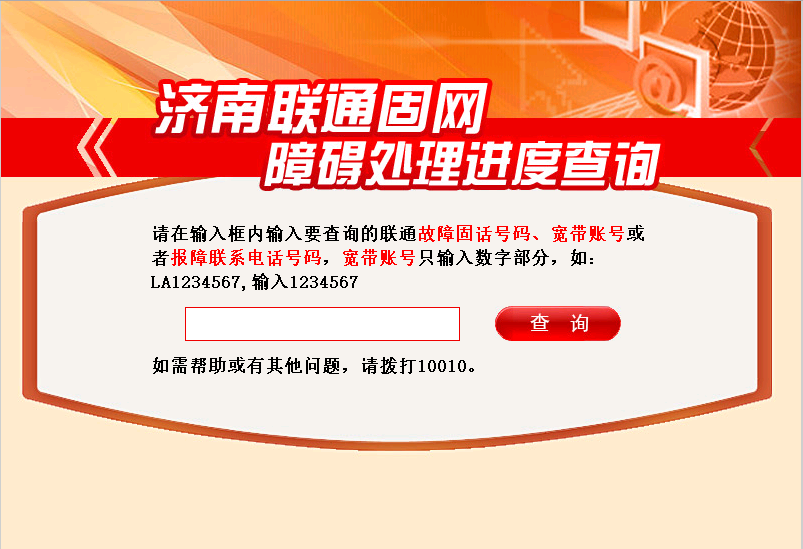 济南联通固网
障碍处理进度查询
请在输入框内输入要查询的联通故障固话号码、宽带账号或
者报障联系电话号码，宽带账号只输入数字部分，如：
LA1234567,输入1234567
查 询
如需帮助或有其他问题，请拨打10010。